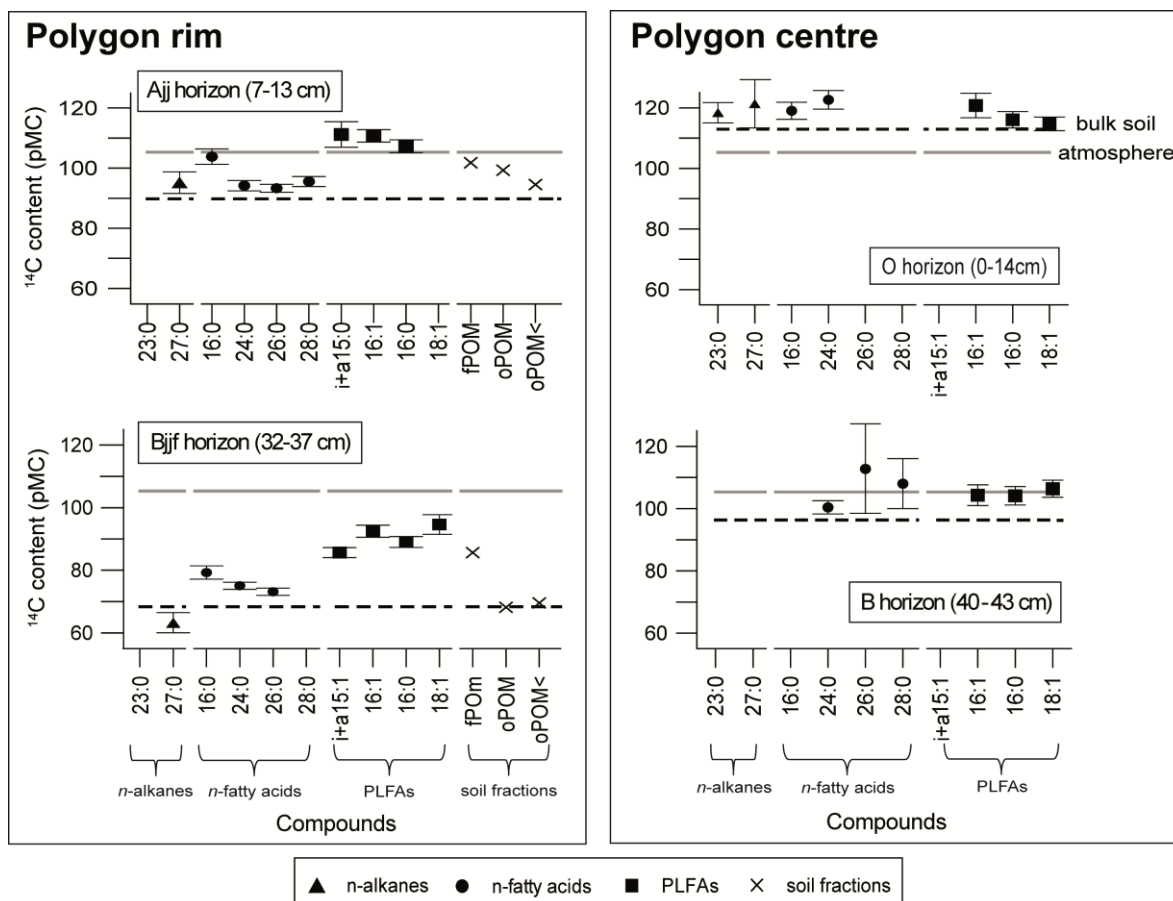 Polygon rim
Ajj horizon (7-13 cm)
120
100
80
60
¹⁴C content (pMC)
23:0
27:0
16:0
24:0
26:0
28:0
i+a15:0
16:1
16:0
18:1
fPOM
oPOM
oPOM<
Bjjf horizon (32-37 cm)
120
100
80
60
¹⁴C content (pMC)
23:0
27:0
16:0
24:0
26:0
28:0
i+a15:1
16:1
16:0
18:1
fPOm
oPOM
oPOM<
n-alkanes
n-fatty acids
PLFAs
soil fractions
Compounds
Polygon centre
120
100
80
60
bulk soil
atmosphere
O horizon (0-14cm)
23:0
27:0
16:0
24:0
26:0
28:0
i+a15:1
16:1
16:0
18:1
120
100
80
60
B horizon (40-43 cm)
23:0
27:0
16:0
24:0
26:0
28:0
i+a15:1
16:1
16:0
18:1
n-alkanes
n-fatty acids
PLFAs
Compounds
n-alkanes n-fatty acids PLFAs soil fractions